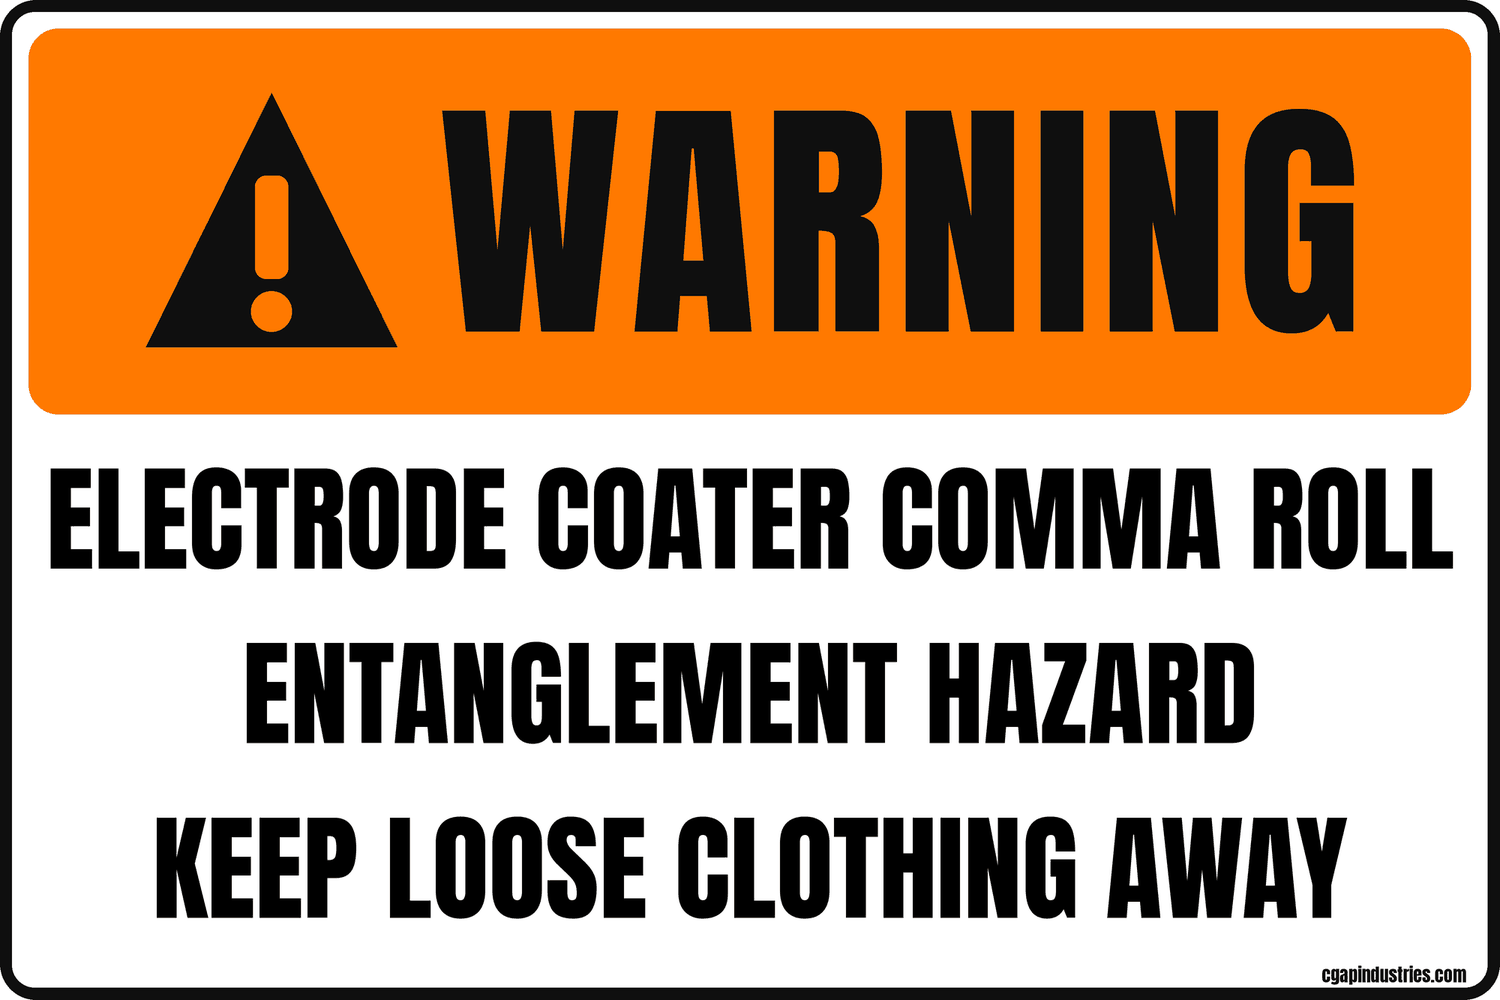 WARNING
ELECTRODE COATER COMMA ROLL
ENTANGLEMENT HAZARD
KEEP LOOSE CLOTHING AWAY
cgapindustries.com